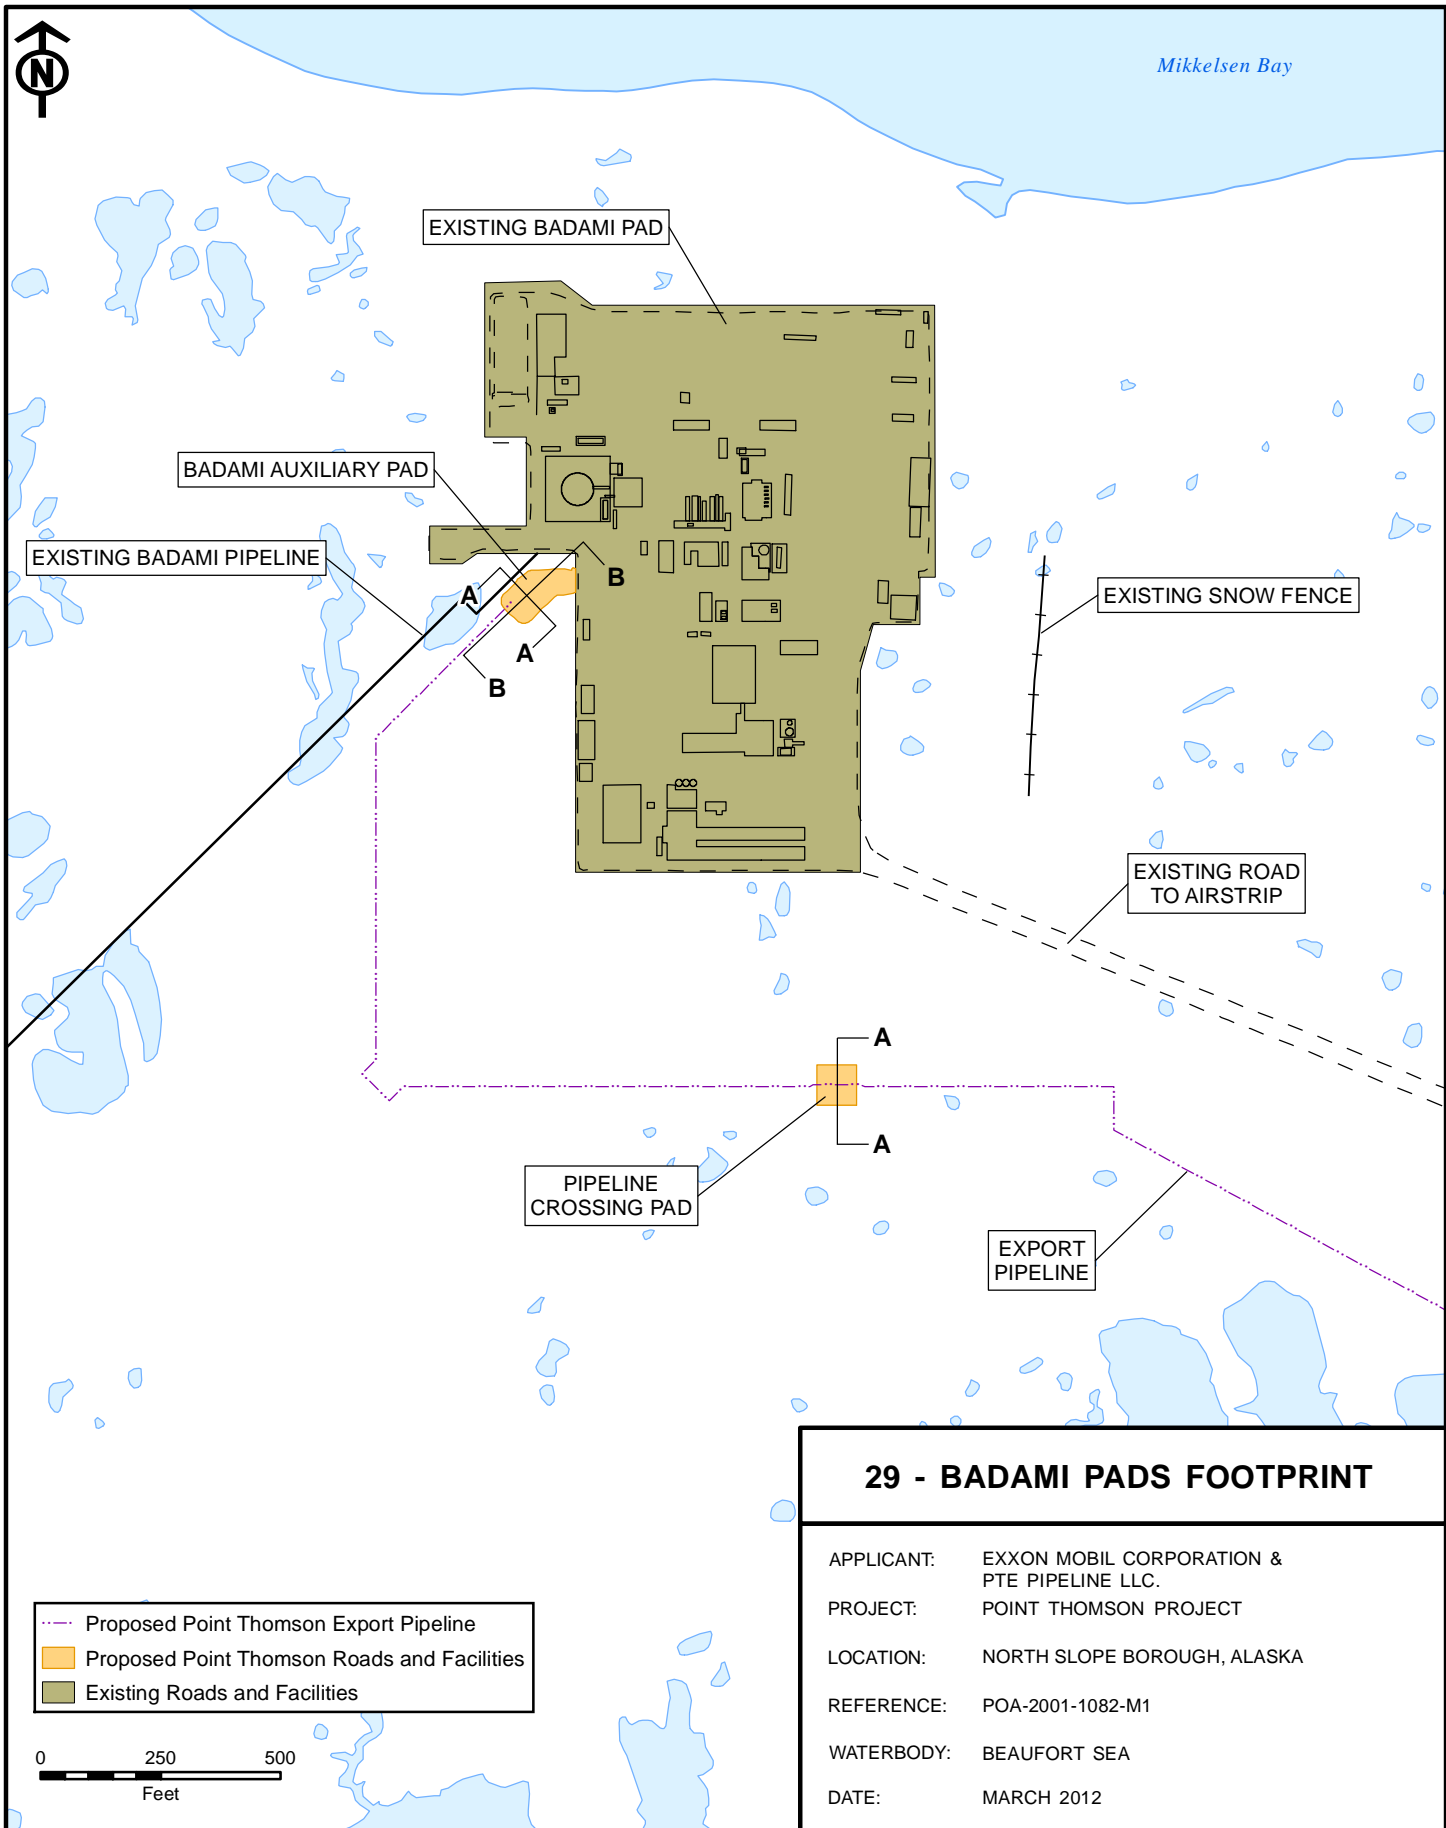 N
Mikkelsen Bay
EXISTING BADAMI PAD
BADAMI AUXILIARY PAD
EXISTING BADAMI PIPELINE
A
B
A
B
EXISTING SNOW FENCE
EXISTING ROAD
TO AIRSTRIP
A
A
PIPELINE
CROSSING PAD
EXPORT
PIPELINE
29 - BADAMI PADS FOOTPRINT
APPLICANT: EXXON MOBIL CORPORATION &
PTE PIPELINE LLC.
PROJECT: POINT THOMSON PROJECT
LOCATION: NORTH SLOPE BOROUGH, ALASKA
REFERENCE: POA-2001-1082-M1
WATERBODY: BEAUFORT SEA
DATE: MARCH 2012
Proposed Point Thomson Export Pipeline
Proposed Point Thomson Roads and Facilities
Existing Roads and Facilities
0 250 500
Feet